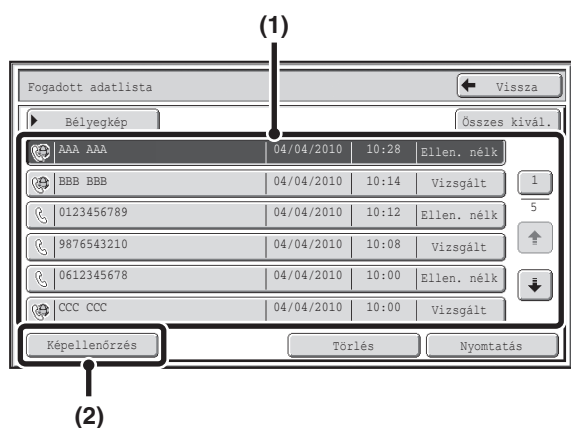 (1)
Fogadott adatlista
Vissza
Bélyegkép
Összes kivál.
AAA AAA 04/04/2010 10:28 Ellen. nélk
BBB BBB 04/04/2010 10:14 Vizsgált
0123456789 04/04/2010 10:12 Ellen. nélk
9876543210 04/04/2010 10:08 Vizsgált
0612345678 04/04/2010 10:00 Ellen. nélk
CCC CCC 04/04/2010 10:00 Vizsgált
1
5
Képellenőrzés
Törlés
Nyomtatás
(2)